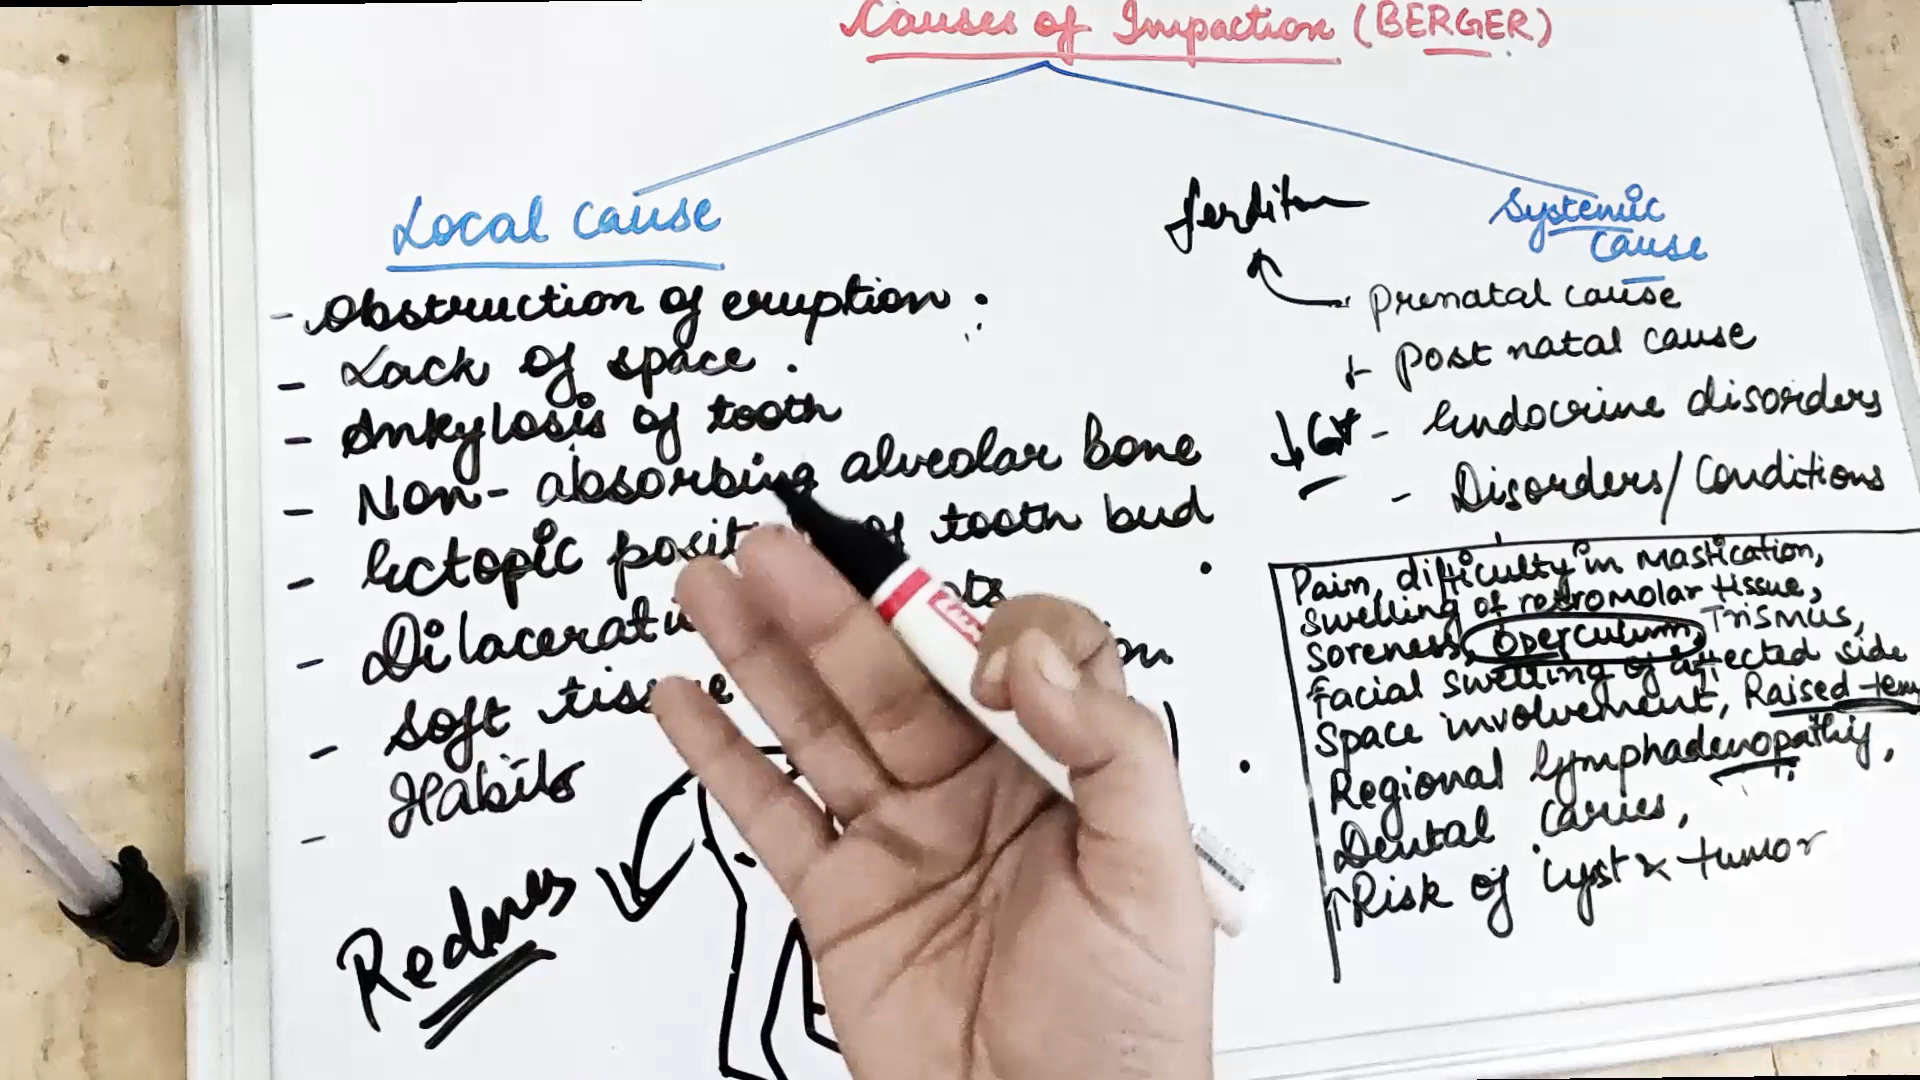 Causes of Impaction (BERGER)
Local cause
- Obstruction of eruption.
- Lack of space.
- Ankylosis of tooth
- Non-absorbing alveolar bone
- Ectopic of tooth bud
-
- Soft
- Habits
Redness
Systemic
cause
- Prenatal cause
- Post natal cause
- Endocrine disorders
- Disorders/Conditions
Pain, difficulty in Mastication,
Swelling of retromolar tissue,
Soreness, operculum, Trismus,
facial swelling of affected side
Space involvement, Raised tem
Regional lymphadenopathy,
Dental caries,
↑Risk of cyst & tumor